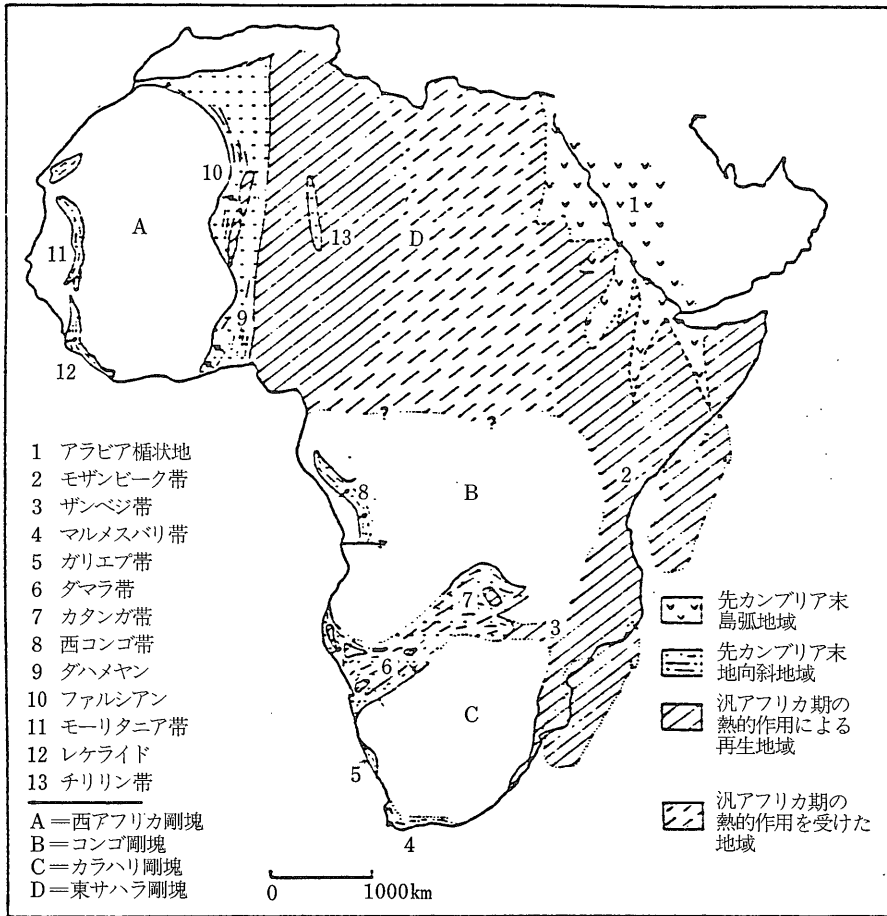 10
A
11
12
9
13
D
1
2
8
B
7
3
6
C
5
4
? ?
1 アラビア楯状地
2 モザンビーク帯
3 ザンベジ帯
4 マルメスバリ帯
5 ガリエプ帯
6 ダマラ帯
7 カタンガ帯
8 西コンゴ帯
9 ダハメヤン
10 ファルシアン
11 モーリタニア帯
12 レケライド
13 チリリン帯
A=西アフリカ剛塊
B=コンゴ剛塊
C=カラハリ剛塊
D=東サハラ剛塊
0 1000km
先カンブリア末
島弧地域
先カンブリア末
地向斜地域
汎アフリカ期の
熱的作用による
再生地域
汎アフリカ期の
熱的作用を受けた
地域